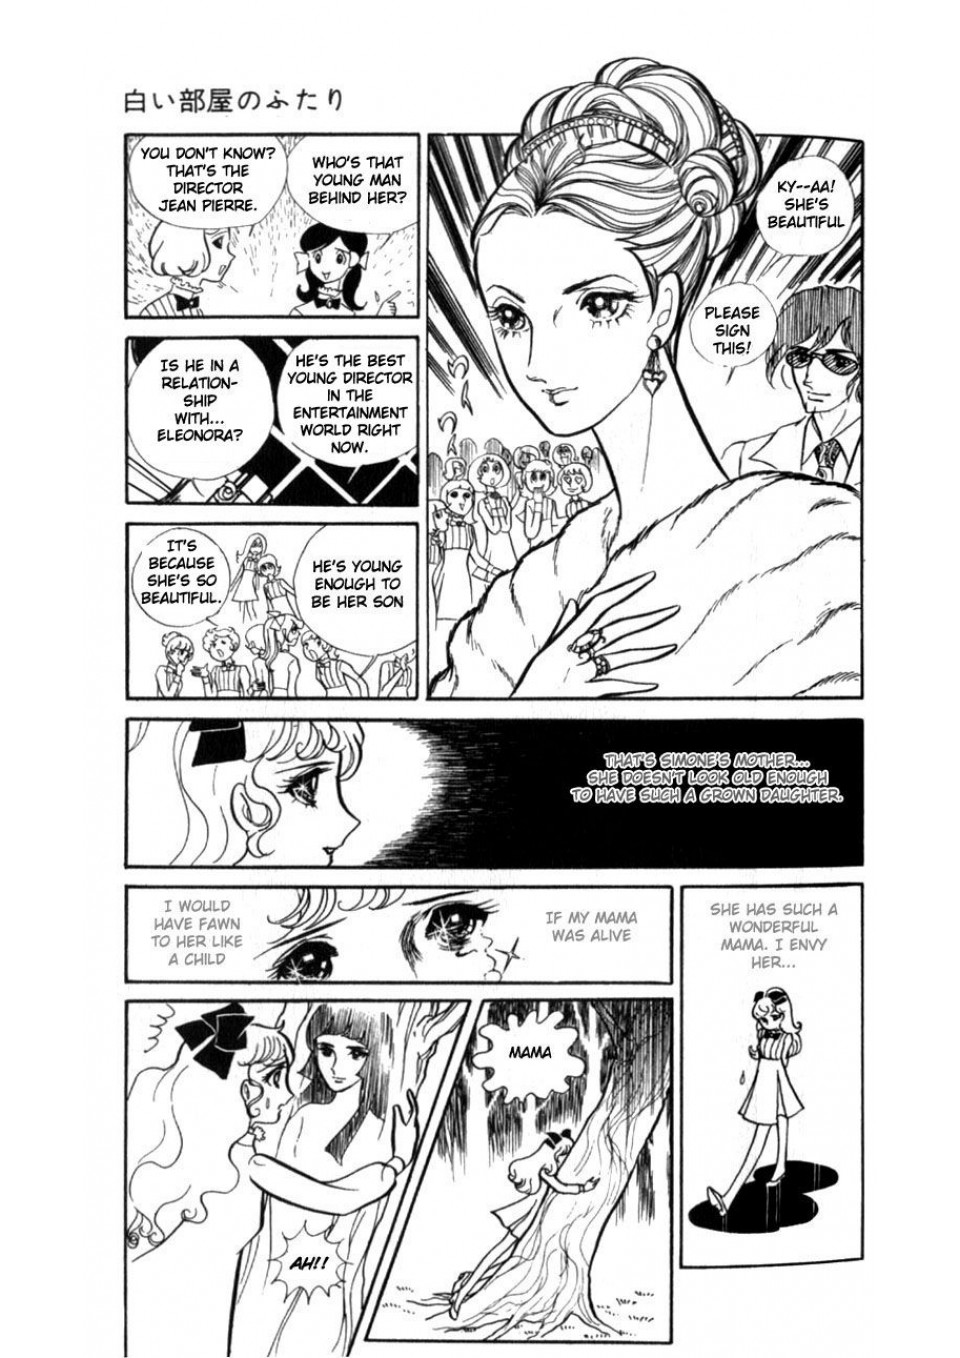 白い部屋のふたり
KY--AA!
SHE'S
BEAUTIFUL
PLEASE
SIGN
THIS!
WHO'S THAT
YOUNG MAN
BEHIND HER?
YOU DON'T KNOW?
THAT'S THE
DIRECTOR
JEAN PIERRE.
HE'S THE BEST
YOUNG DIRECTOR
IN THE
ENTERTAINMENT
WORLD RIGHT
NOW.
IS HE IN A
RELATION-
SHIP
WITH...
ELEONORA?
HE'S YOUNG
ENOUGH TO
BE HER SON
IT'S
BECAUSE
SHE'S SO
BEAUTIFUL.
THAT'S SIMONE'S MOTHER...
SHE DOESN'T LOOK OLD ENOUGH
TO HAVE SUCH A GROWN DAUGHTER.
SHE HAS SUCH A
WONDERFUL
MAMA. I ENVY
HER...
IF MY MAMA
WAS ALIVE
I WOULD
HAVE FAWN
TO HER LIKE
A CHILD
MAMA
AH!!